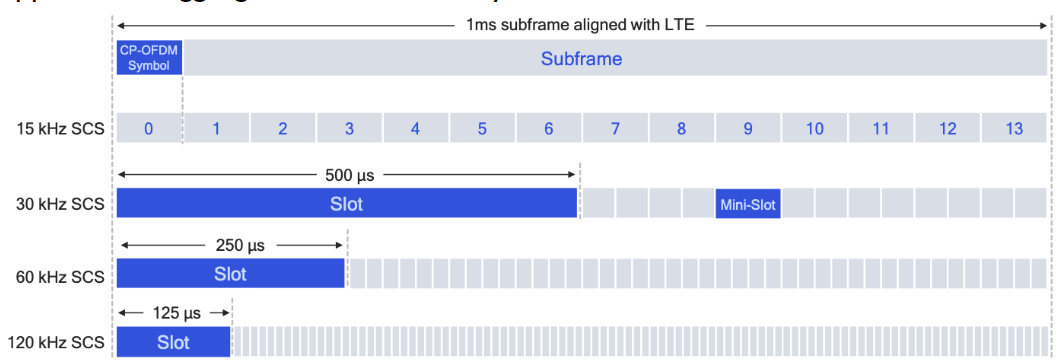 1ms subframe aligned with LTE
CP-OFDM
Symbol
Subframe
15 kHz SCS
0 1 2 3 4 5 6 7 8 9 10 11 12 13
500 μs
30 kHz SCS
Slot
Mini-Slot
250 μs
60 kHz SCS
Slot
125 μs
120 kHz SCS
Slot